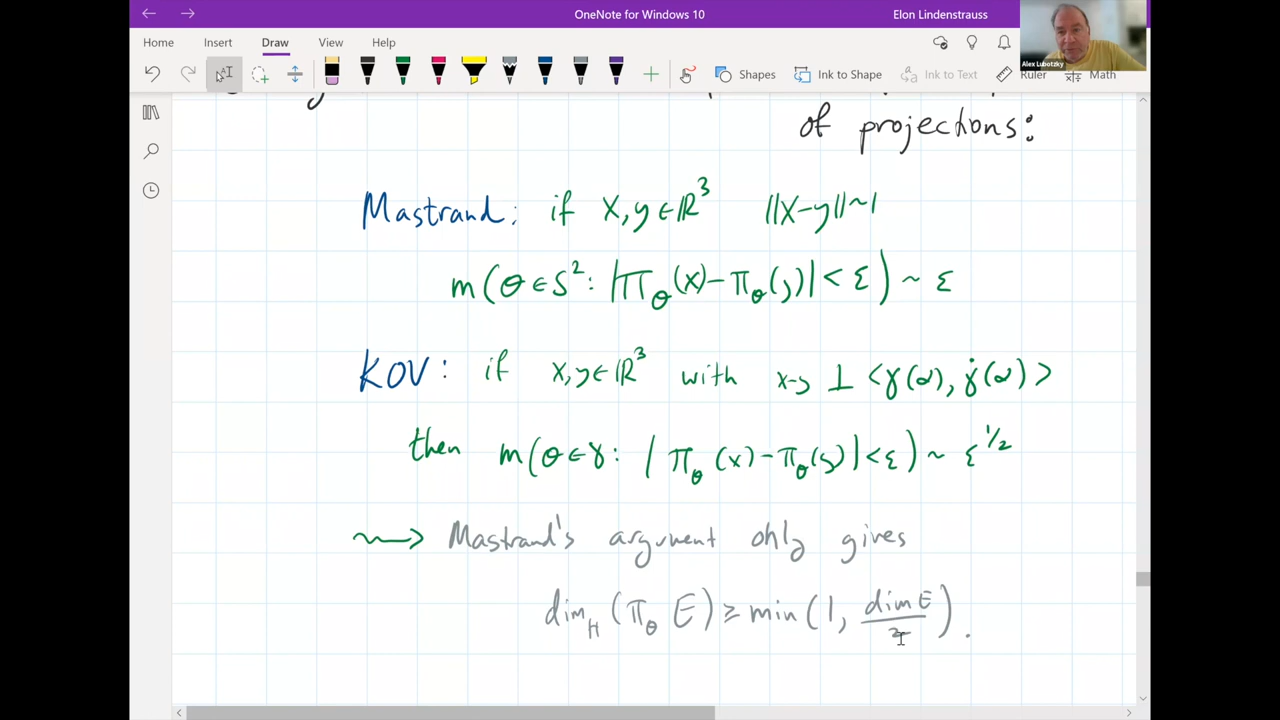 OneNote for Windows 10
Elon Lindenstrauss
Alex Lubotzky
Home Insert Draw View Help
Shapes Ink to Shape Ink to Text Ruler Math
of projections:
Mastrand: if x,y∈ℝ³ ||x-y||~1
m(θ∈S²: |π_θ(x)-π_θ(y)|<ε) ~ ε
KOV: if x,y∈ℝ³ with x-y ⊥ <γ(α), γ̇(α)>
then m(θ∈γ: |π_θ(x)-π_θ(y)|<ε) ~ ε^{1/2}
⇝ Mastrand's argument only gives
dim_H(π_θ E) ≥ min(1, dim E / 2).